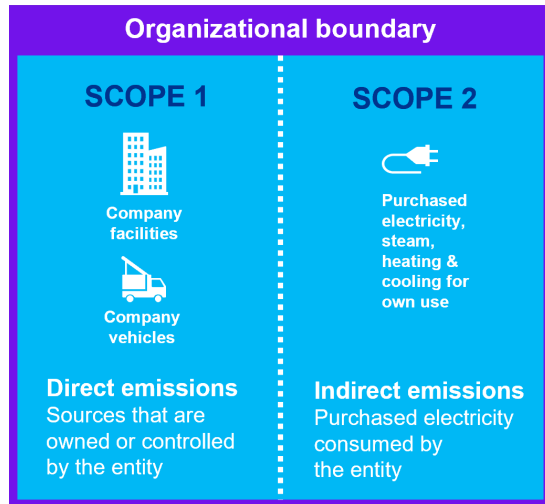 Organizational boundary
SCOPE 1
Company
facilities
Company
vehicles
Direct emissions
Sources that are
owned or controlled
by the entity
SCOPE 2
Purchased
electricity,
steam,
heating &
cooling for
own use
Indirect emissions
Purchased electricity
consumed by
the entity